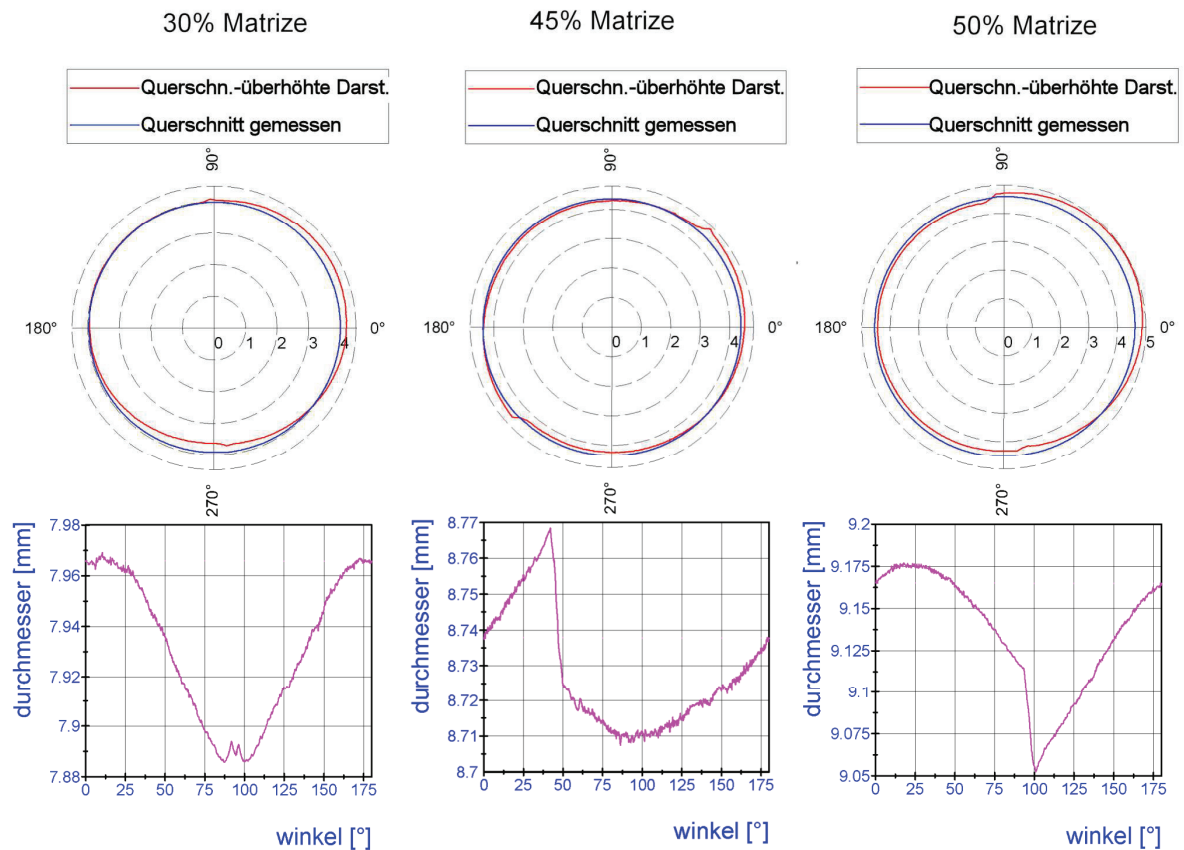 30% Matrize
45% Matrize
50% Matrize
Querschn.-überhöhte Darst.
Querschnitt gemessen
Querschn.-überhöhte Darst.
Querschnitt gemessen
Querschn.-überhöhte Darst.
Querschnitt gemessen
90°
180°
0 1 2 3 4
0°
270°
90°
180°
0 1 2 3 4
0°
270°
90°
180°
0 1 2 3 4 5
0°
270°
durchmesser [mm]
7.98
7.96
7.94
7.92
7.9
7.88
0 25 50 75 100 125 150 175
winkel [°]
durchmesser [mm]
8.77
8.76
8.75
8.74
8.73
8.72
8.71
8.7
0 25 50 75 100 125 150 175
winkel [°]
durchmesser [mm]
9.2
9.175
9.15
9.125
9.1
9.075
9.05
0 25 50 75 100 125 150 175
winkel [°]